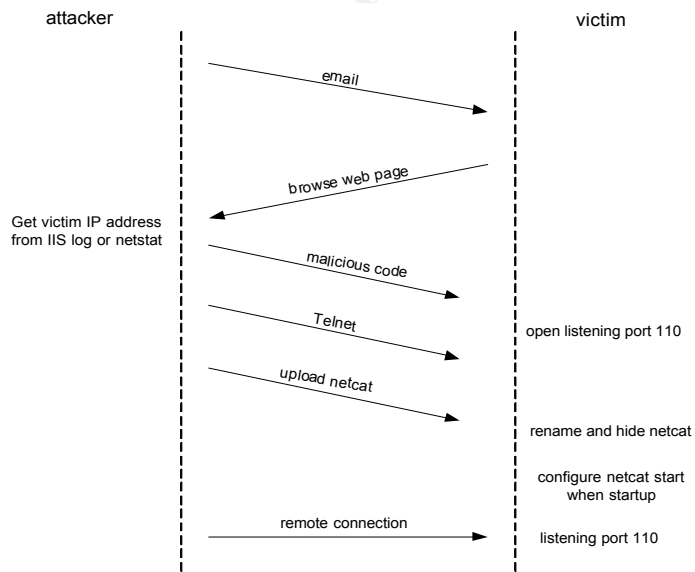 attacker
victim
email
browse web page
Get victim IP address
from IIS log or netstat
malicious code
Telnet
open listening port 110
upload netcat
rename and hide netcat
configure netcat start
when startup
remote connection
listening port 110